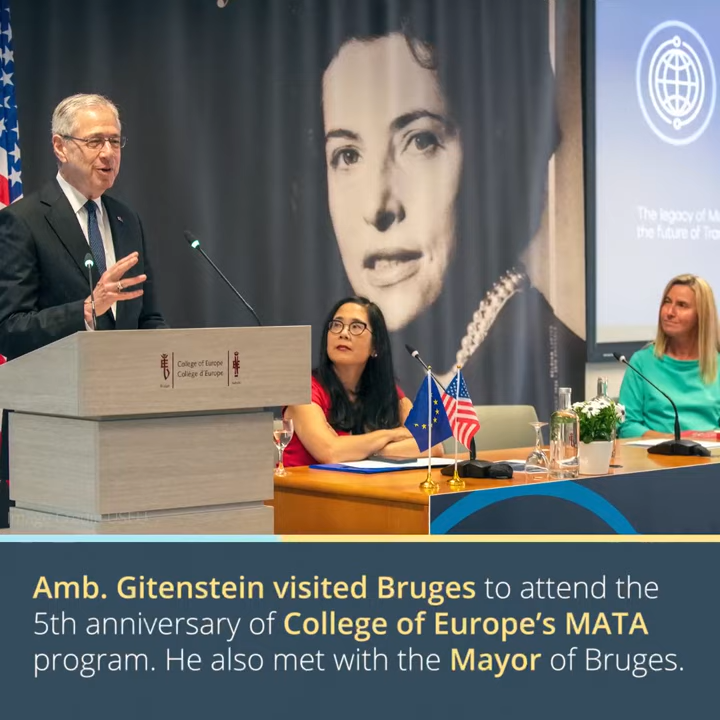 The legacy of M
the future of Tra
College of Europe
Collège d'Europe
Amb. Gitenstein visited Bruges to attend the
5th anniversary of College of Europe's MATA
program. He also met with the Mayor of Bruges.